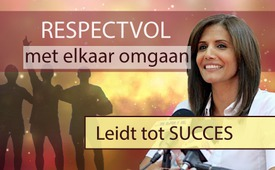 RESPECTVOL
met elkaar omgaan
Leidt tot SUCCES